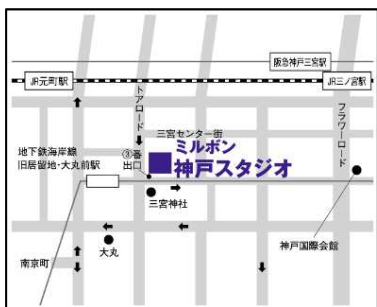 阪急神戸三宮駅
JR元町駅
JR三ノ宮駅
トアロード
フラワーロード
三宮センター街
ミルボン
神戸スタジオ
地下鉄海岸線
旧居留地・大丸前駅
③番
出口
三宮神社
神戸国際会館
大丸
南京町